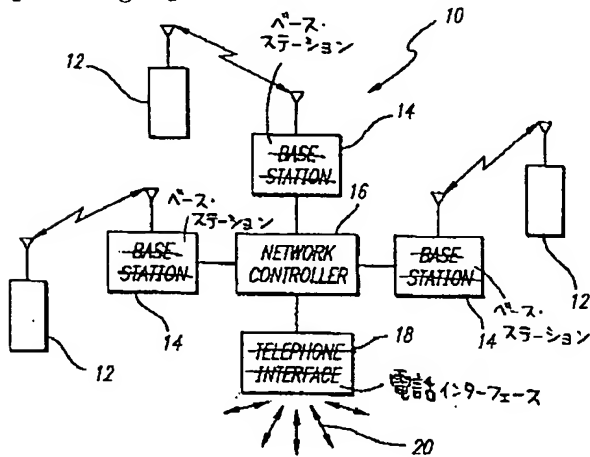 ベース・
ステーション
10
12
14
BASE
STATION
16
ベース・
ステーション
BASE
STATION
NETWORK
CONTROLLER
BASE
STATION
12
14
18
14
ベース・
ステーション
12
TELEPHONE
INTERFACE
電話インターフェース
20